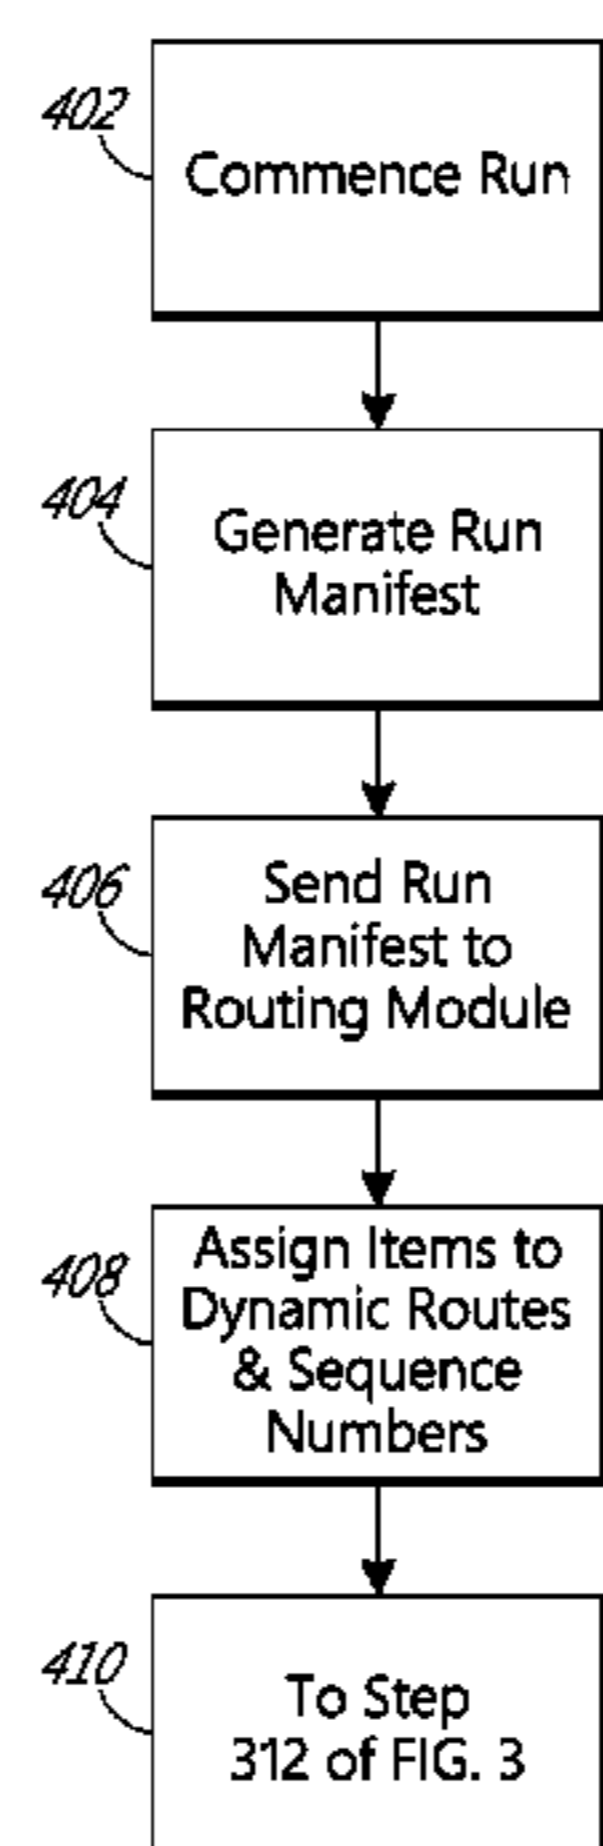 402
Commence Run
404
Generate Run
Manifest
406
Send Run
Manifest to
Routing Module
408
Assign Items to
Dynamic Routes
& Sequence
Numbers
410
To Step
312 of FIG. 3